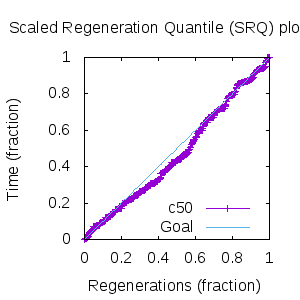 Scaled Regeneration Quantile (SRQ) plo
1
0.8
0.6
0.4
0.2
0
0 0.2 0.4 0.6 0.8 1
Time (fraction)
c50
Goal
Regenerations (fraction)